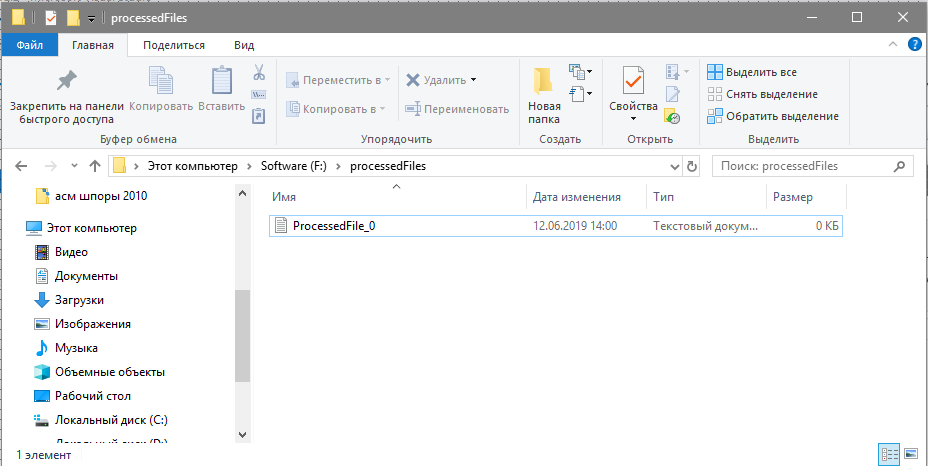 processedFiles
Файл
Главная
Поделиться
Вид
Закрепить на панели
быстрого доступа
Копировать
Вставить
Переместить в
Копировать в
Удалить
Переименовать
Новая
папка
Свойства
Выделить все
Снять выделение
Обратить выделение
Буфер обмена
Упорядочить
Создать
Открыть
Выделить
Этот компьютер
Software (F:)
processedFiles
Поиск: processedFiles
асм шпоры 2010
Этот компьютер
Видео
Документы
Загрузки
Изображения
Музыка
Объемные объекты
Рабочий стол
Локальный диск (C:)
Локальный диск (D:)
Имя
Дата изменения
Тип
Размер
ProcessedFile_0
12.06.2019 14:00
Текстовый докум...
0 КБ
1 элемент